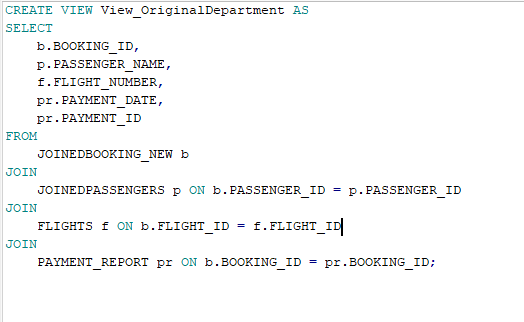 CREATE VIEW View_OriginalDepartment AS
SELECT
    b.BOOKING_ID,
    p.PASSENGER_NAME,
    f.FLIGHT_NUMBER,
    pr.PAYMENT_DATE,
    pr.PAYMENT_ID
FROM
    JOINEDBOOKING_NEW b
JOIN
    JOINEDPASSENGERS p ON b.PASSENGER_ID = p.PASSENGER_ID
JOIN
    FLIGHTS f ON b.FLIGHT_ID = f.FLIGHT_ID
JOIN
    PAYMENT_REPORT pr ON b.BOOKING_ID = pr.BOOKING_ID;